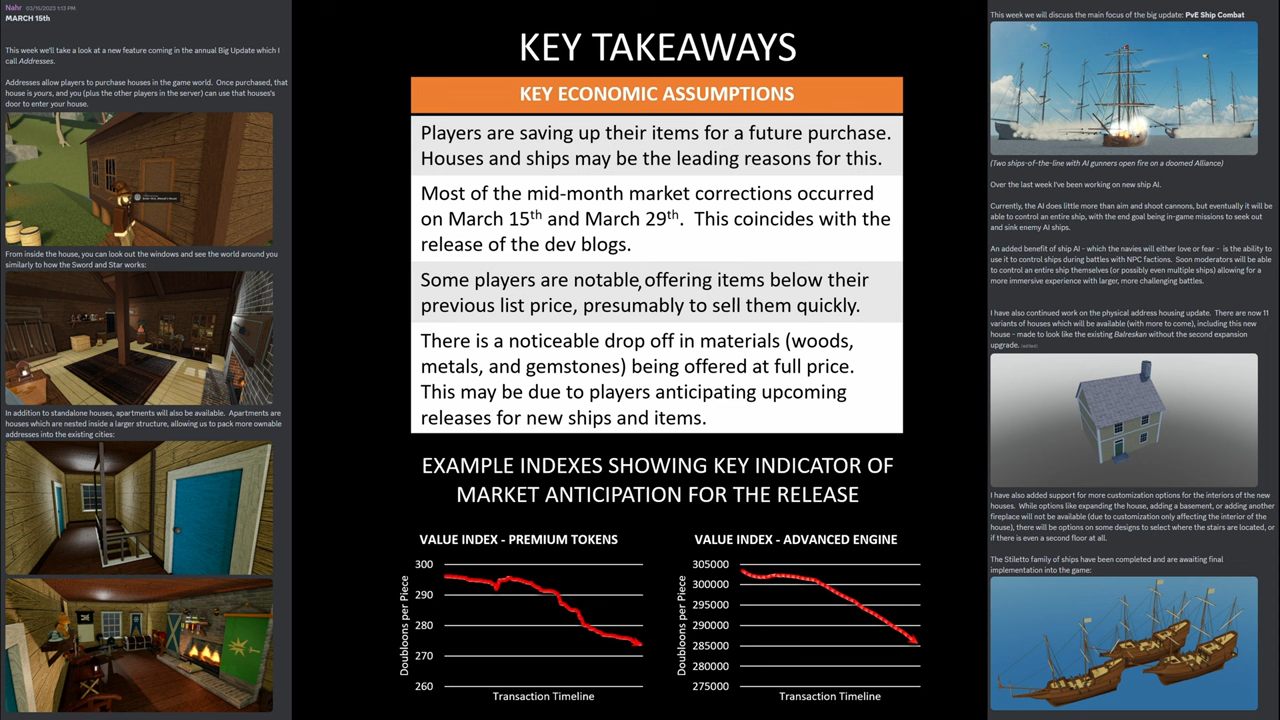 Nahr 03/15/2023 1:13 PM
MARCH 15th
This week we'll take a look at a new feature coming in the annual Big Update which I
call Addresses.
Addresses allow players to purchase houses in the game world. Once purchased, that
house is yours, and you (plus the other players in the server) can use that houses's
door to enter your house.
From inside the house, you can look out the windows and see the world around you
similarly to how the Sword and Star works:
In addition to standalone houses, apartments will also be available. Apartments are
houses which are nested inside a larger structure, allowing us to pack more ownable
addresses into the existing cities:
KEY TAKEAWAYS
KEY ECONOMIC ASSUMPTIONS
Players are saving up their items for a future purchase.
Houses and ships may be the leading reasons for this.
Most of the mid-month market corrections occurred
on March 15th and March 29th. This coincides with the
release of the dev blogs.
Some players are notable,offering items below their
previous list price, presumably to sell them quickly.
There is a noticeable drop off in materials (woods,
metals, and gemstones) being offered at full price.
This may be due to players anticipating upcoming
releases for new ships and items.
EXAMPLE INDEXES SHOWING KEY INDICATOR OF
MARKET ANTICIPATION FOR THE RELEASE
VALUE INDEX - PREMIUM TOKENS
Doubloons per Piece
300
290
280
270
260
Transaction Timeline
VALUE INDEX - ADVANCED ENGINE
Doubloons per Piece
305000
300000
295000
290000
285000
280000
275000
Transaction Timeline
This week we will discuss the main focus of the big update: PvE Ship Combat
(Two ships-of-the-line with AI gunners open fire on a doomed Alliance)
Over the last week I've been working on new ship AI.
Currently, the AI does little more than aim and shoot cannons, but eventually it will be
able to control an entire ship, with the end goal being in-game missions to seek out
and sink enemy AI ships.
An added benefit of ship AI - which the navies will either love or fear - is the ability to
use it to control ships during battles with NPC factions. Soon moderators will be able
to control an entire ship themselves (or possibly even multiple ships) allowing for
a more immersive experience with larger, more challenging battles.
I have also continued work on the physical address housing update. There are now 11
variants of houses which will be available (with more to come), including this new
house - made to look like the existing Balreskan without the second expansion
upgrade. (edited)
I have also added support for more customization options for the interiors of the new
houses. While options like expanding the house, adding a basement, or adding another
fireplace will not be available (due to customization only affecting the interior of the
house), there will be options on some designs to select where the stairs are located, or
if there is even a second floor at all.
The Stiletto family of ships have been completed and are awaiting final
implementation into the game: